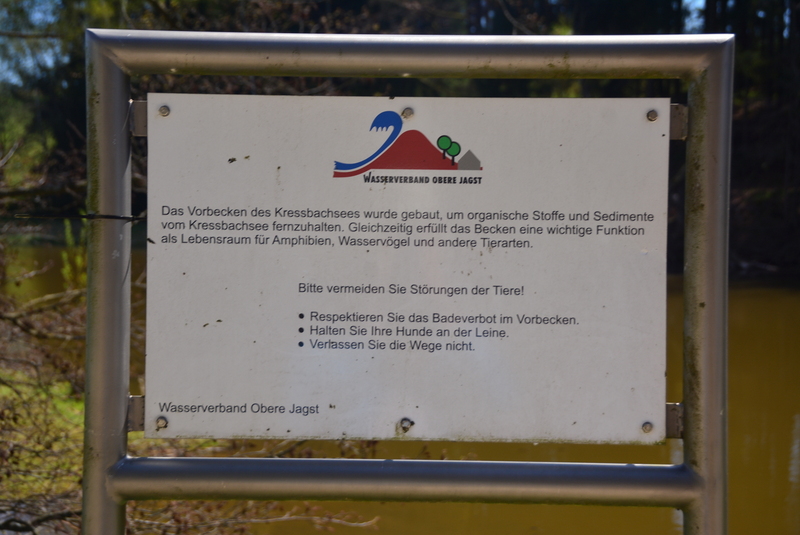 WASSERVERBAND OBERE JAGST
Das Vorbecken des Kressbachsees wurde gebaut, um organische Stoffe und Sedimente
vom Kressbachsee fernzuhalten. Gleichzeitig erfüllt das Becken eine wichtige Funktion
als Lebensraum für Amphibien, Wasservögel und andere Tierarten.
Bitte vermeiden Sie Störungen der Tiere!
• Respektieren Sie das Badeverbot im Vorbecken.
• Halten Sie Ihre Hunde an der Leine.
• Verlassen Sie die Wege nicht.
Wasserverband Obere Jagst